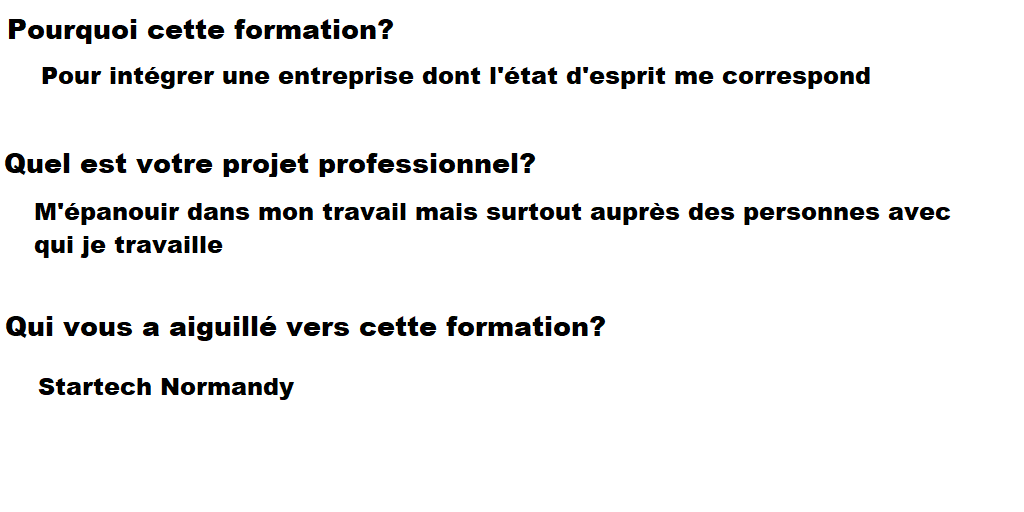 Pourquoi cette formation?
Pour intégrer une entreprise dont l'état d'esprit me correspond
Quel est votre projet professionnel?
M'épanouir dans mon travail mais surtout auprès des personnes avec
qui je travaille
Qui vous a aiguillé vers cette formation?
Startech Normandy